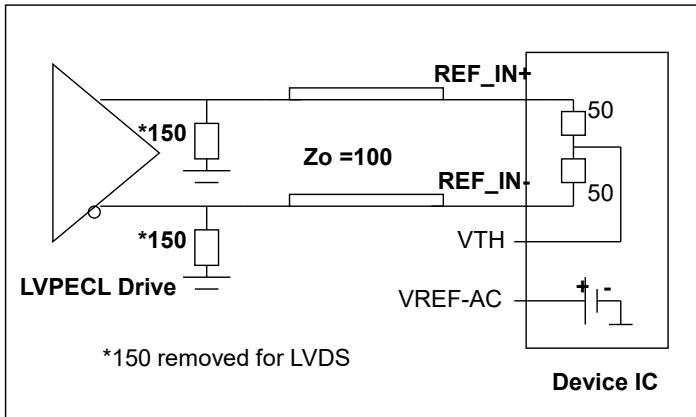 REF_IN+
*150
50
Zo =100
REF_IN-
50
*150
VTH
LVPECL Drive
VREF-AC
+ -
*150 removed for LVDS
Device IC